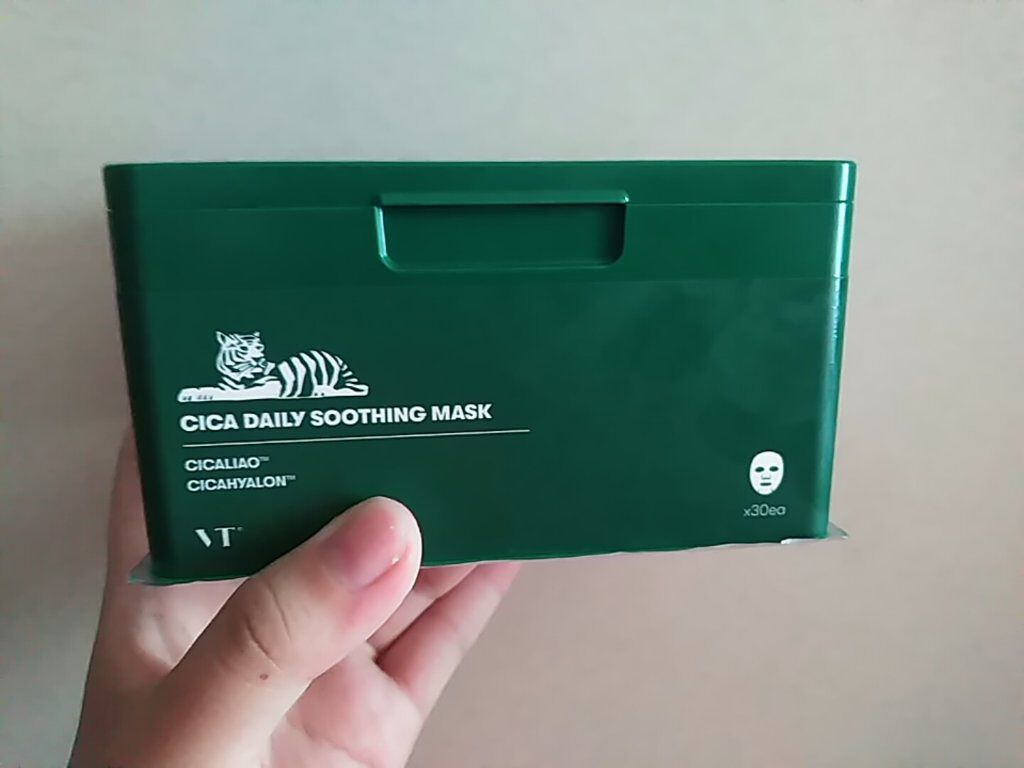 CICA DAILY SOOTHING MASK
CICALIAO™
CICAHYALON™
VT®
x30ea